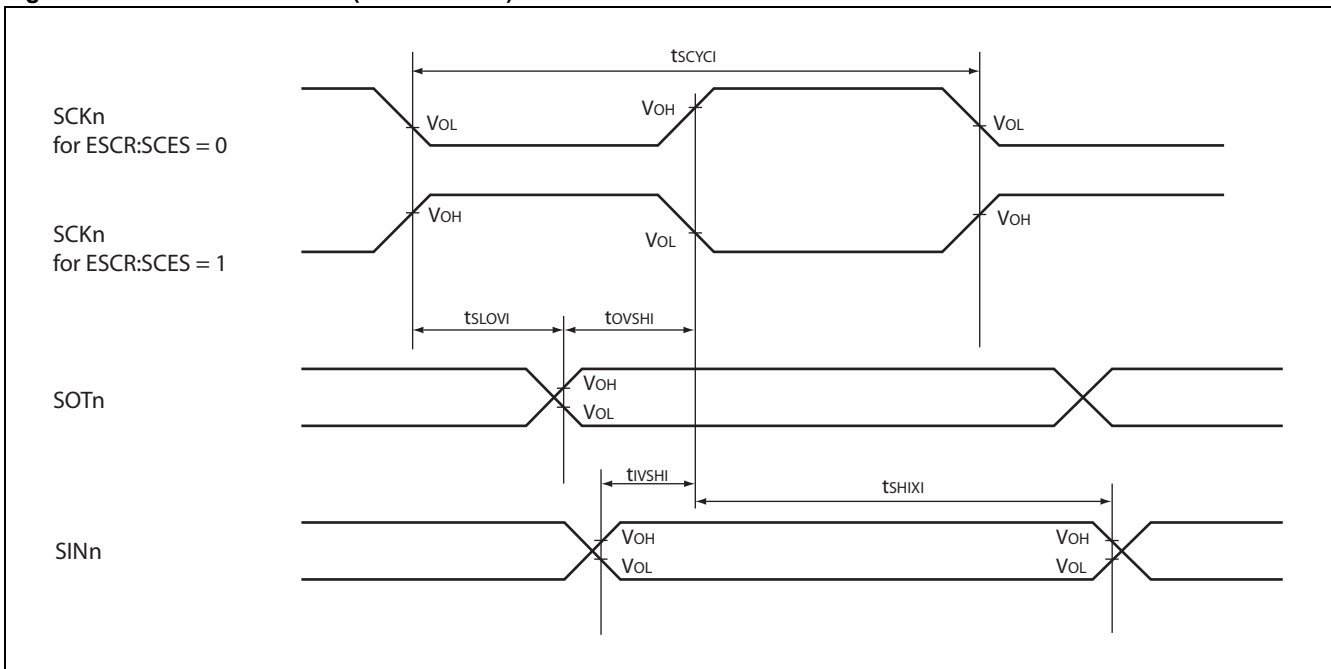 tSCYCI
SCKn
for ESCR:SCES = 0
VOL
VOH
VOL
SCKn
for ESCR:SCES = 1
VOH
VOL
VOH
tSLOVI
tOVSHI
SOTn
VOH
VOL
tIVSHI
tSHIXI
SINn
VOH
VOL
VOH
VOL